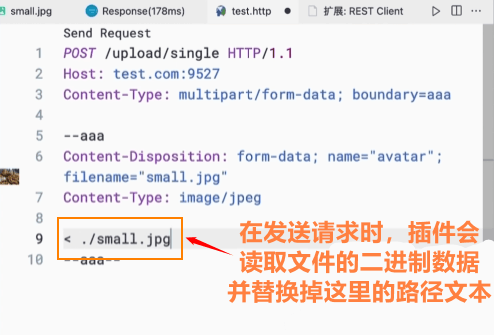 small.jpg Response(178ms) test.http 扩展: REST Client
Send Request
1 POST /upload/single HTTP/1.1
2 Host: test.com:9527
3 Content-Type: multipart/form-data; boundary=aaa
4
5 --aaa
6 Content-Disposition: form-data; name="avatar";
filename="small.jpg"
7 Content-Type: image/jpeg
8
9 < ./small.jpg
10 --aaa--
在发送请求时，插件会
读取文件的二进制数据
并替换掉这里的路径文本